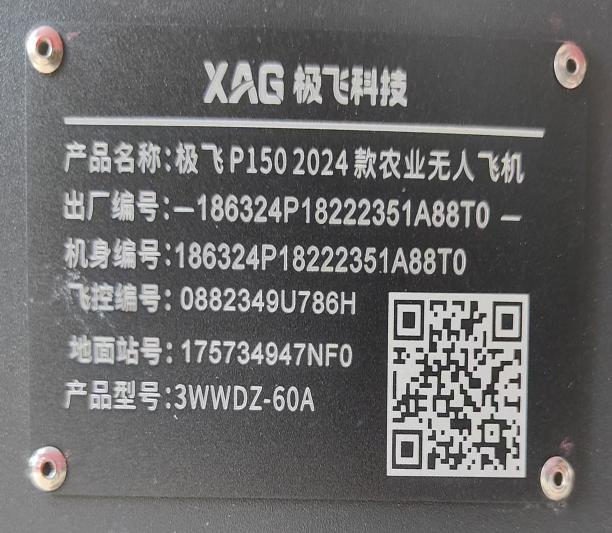 XAG 极飞科技
产品名称:极飞 P150 2024 款农业无人飞机
出厂编号:—186324P18222351A88T0 —
机身编号:186324P18222351A88T0
飞控编号: 0882349U786H
地面站号: 175734947NF0
产品型号:3WWDZ-60A